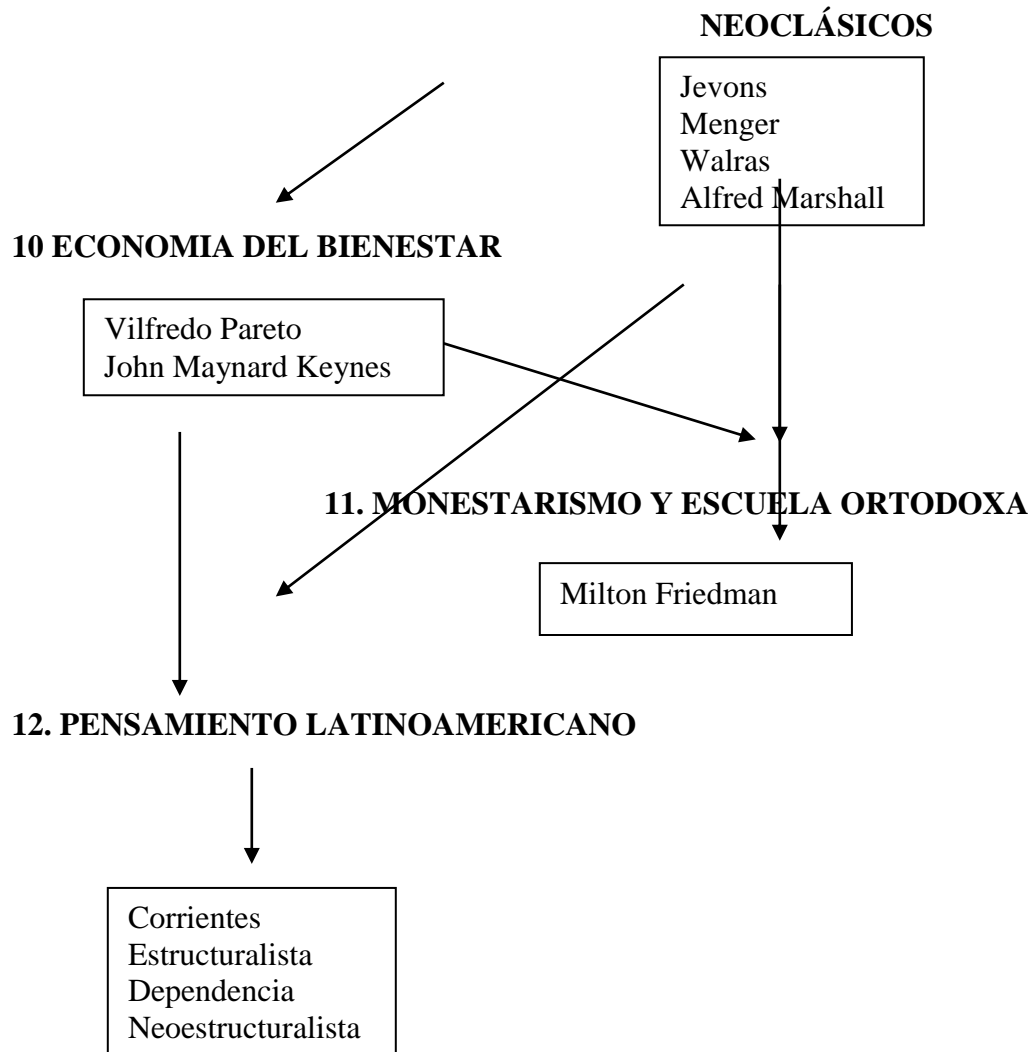 NEOCLÁSICOS
Jevons
Menger
Walras
Alfred Marshall
10 ECONOMIA DEL BIENESTAR
Vilfredo Pareto
John Maynard Keynes
11. MONESTARISMO Y ESCUELA ORTODOXA
Milton Friedman
12. PENSAMIENTO LATINOAMERICANO
Corrientes
Estructuralista
Dependencia
Neoestructuralista